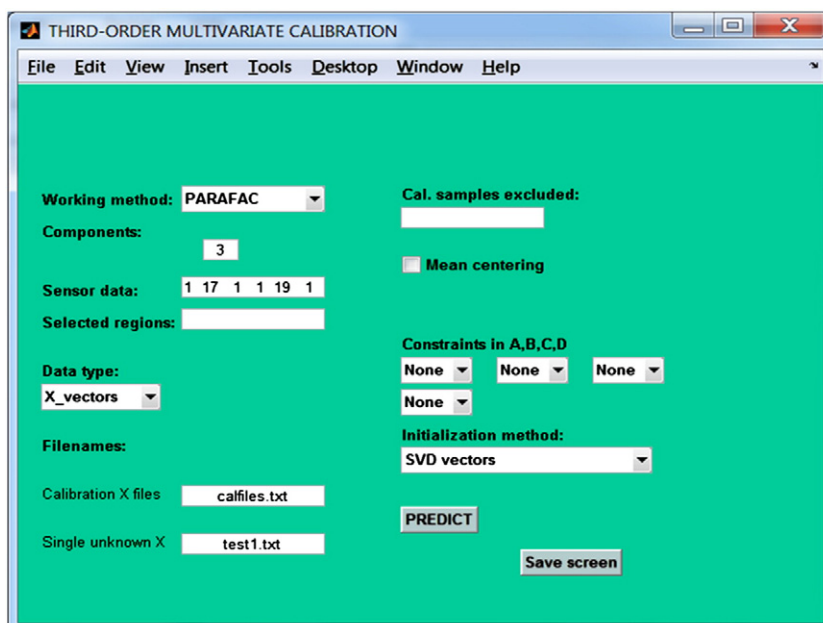 THIRD-ORDER MULTIVARIATE CALIBRATION
File Edit View Insert Tools Desktop Window Help
Working method: PARAFAC
Components:
3
Sensor data: 1 17 1 1 19 1
Selected regions:
Data type:
X_vectors
Filenames:
Calibration X files calfiles.txt
Single unknown X test1.txt
Cal. samples excluded:
Mean centering
Constraints in A,B,C,D
None None None
None
Initialization method:
SVD vectors
PREDICT
Save screen